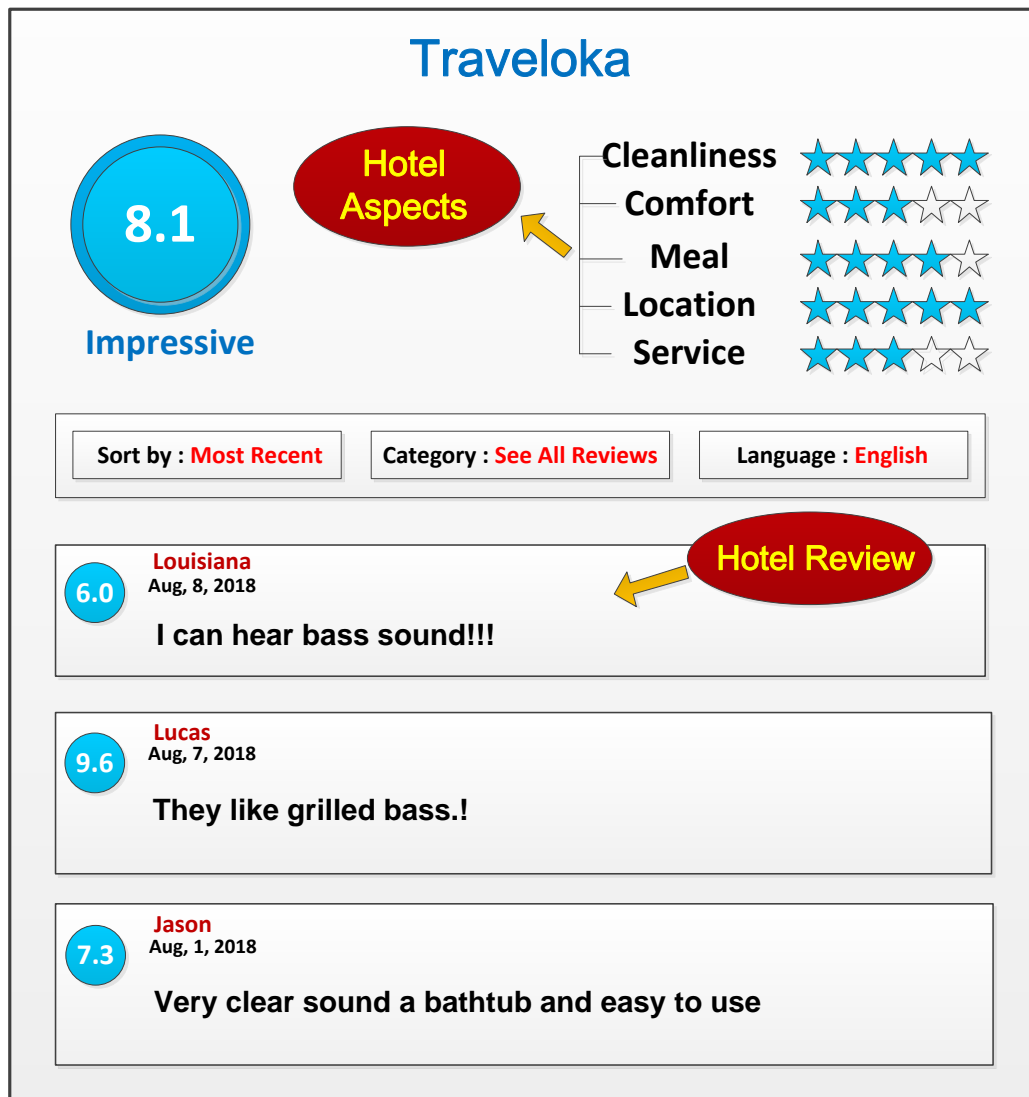 Traveloka
8.1
Impressive
Hotel
Aspects
Cleanliness
Comfort
Meal
Location
Service
Sort by : Most Recent
Category : See All Reviews
Language : English
Hotel Review
6.0
Louisiana
Aug, 8, 2018
I can hear bass sound!!!
9.6
Lucas
Aug, 7, 2018
They like grilled bass.!
7.3
Jason
Aug, 1, 2018
Very clear sound a bathtub and easy to use